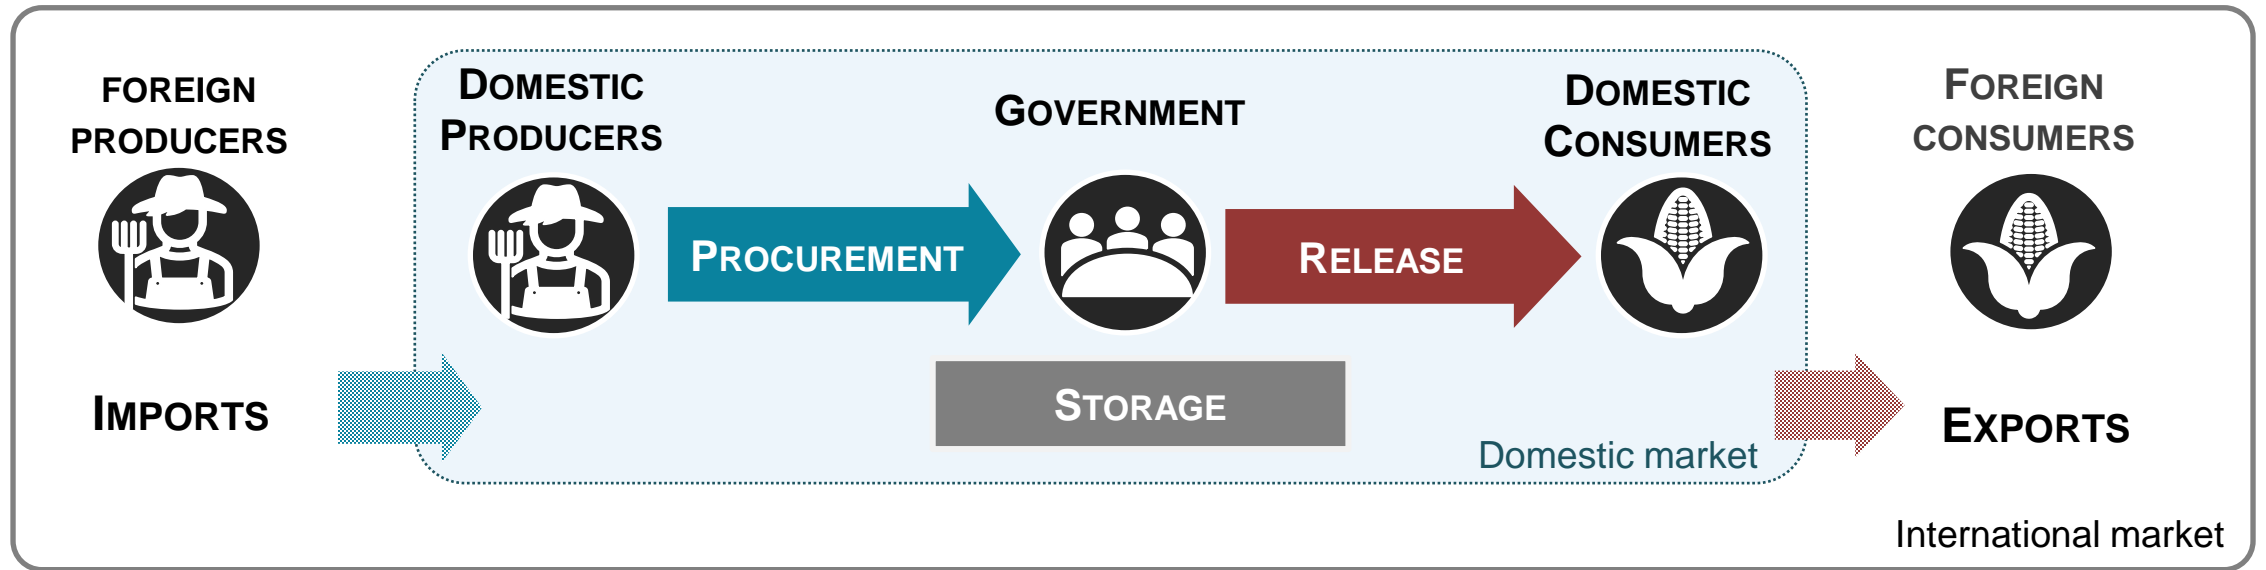 FOREIGN
PRODUCERS
DOMESTIC
PRODUCERS
GOVERNMENT
DOMESTIC
CONSUMERS
FOREIGN
CONSUMERS
PROCUREMENT
RELEASE
IMPORTS
STORAGE
EXPORTS
Domestic market
International market